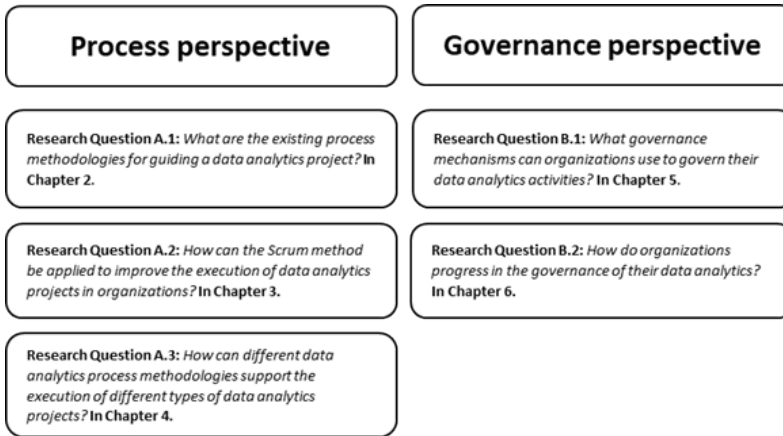 Process perspective
Research Question A.1: What are the existing process
methodologies for guiding a data analytics project? In
Chapter 2.
Research Question A.2: How can the Scrum method
be applied to improve the execution of data analytics
projects in organizations? In Chapter 3.
Research Question A.3: How can different data
analytics process methodologies support the
execution of different types of data analytics
projects? In Chapter 4.
Governance perspective
Research Question B.1: What governance
mechanisms can organizations use to govern their
data analytics activities? In Chapter 5.
Research Question B.2: How do organizations
progress in the governance of their data analytics?
In Chapter 6.